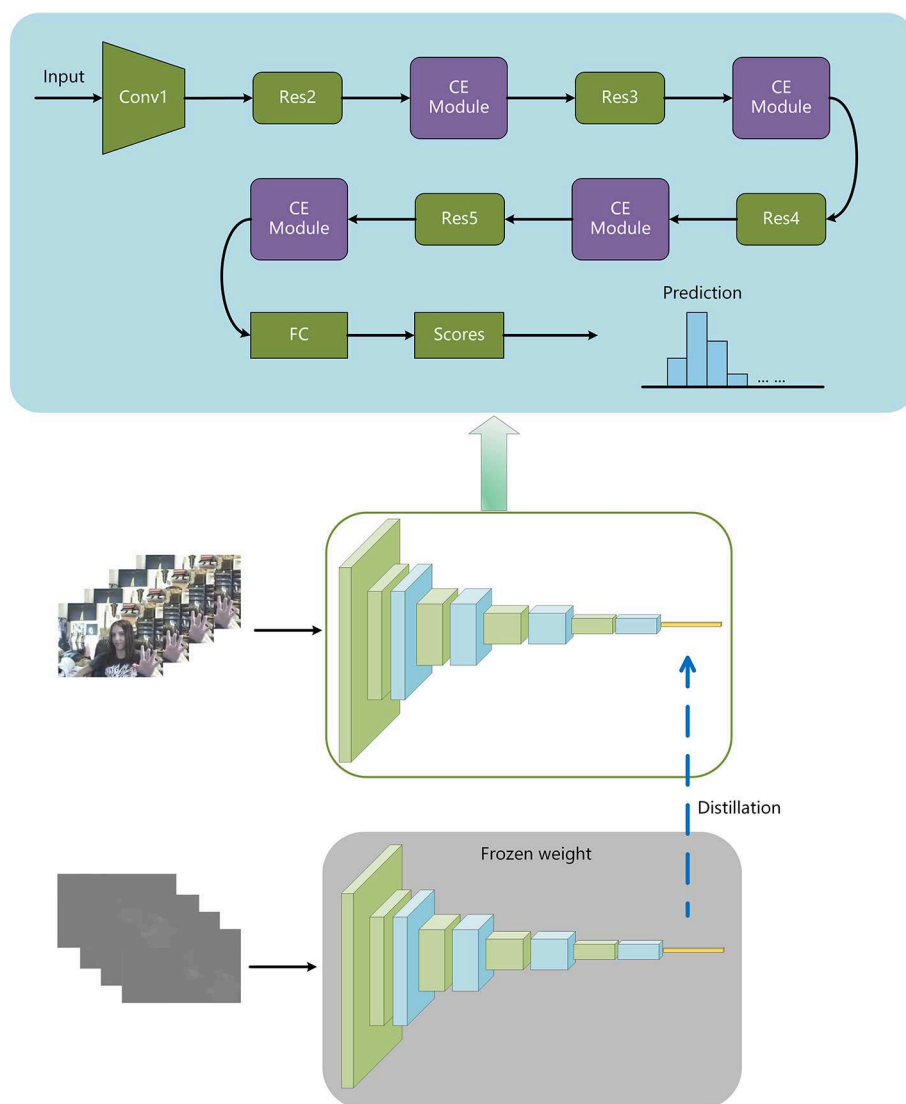 Input
Conv1
Res2
CE
Module
Res3
CE
Module
CE
Module
Res5
CE
Module
Res4
FC
Scores
Prediction
... ...
Distillation
Frozen weight